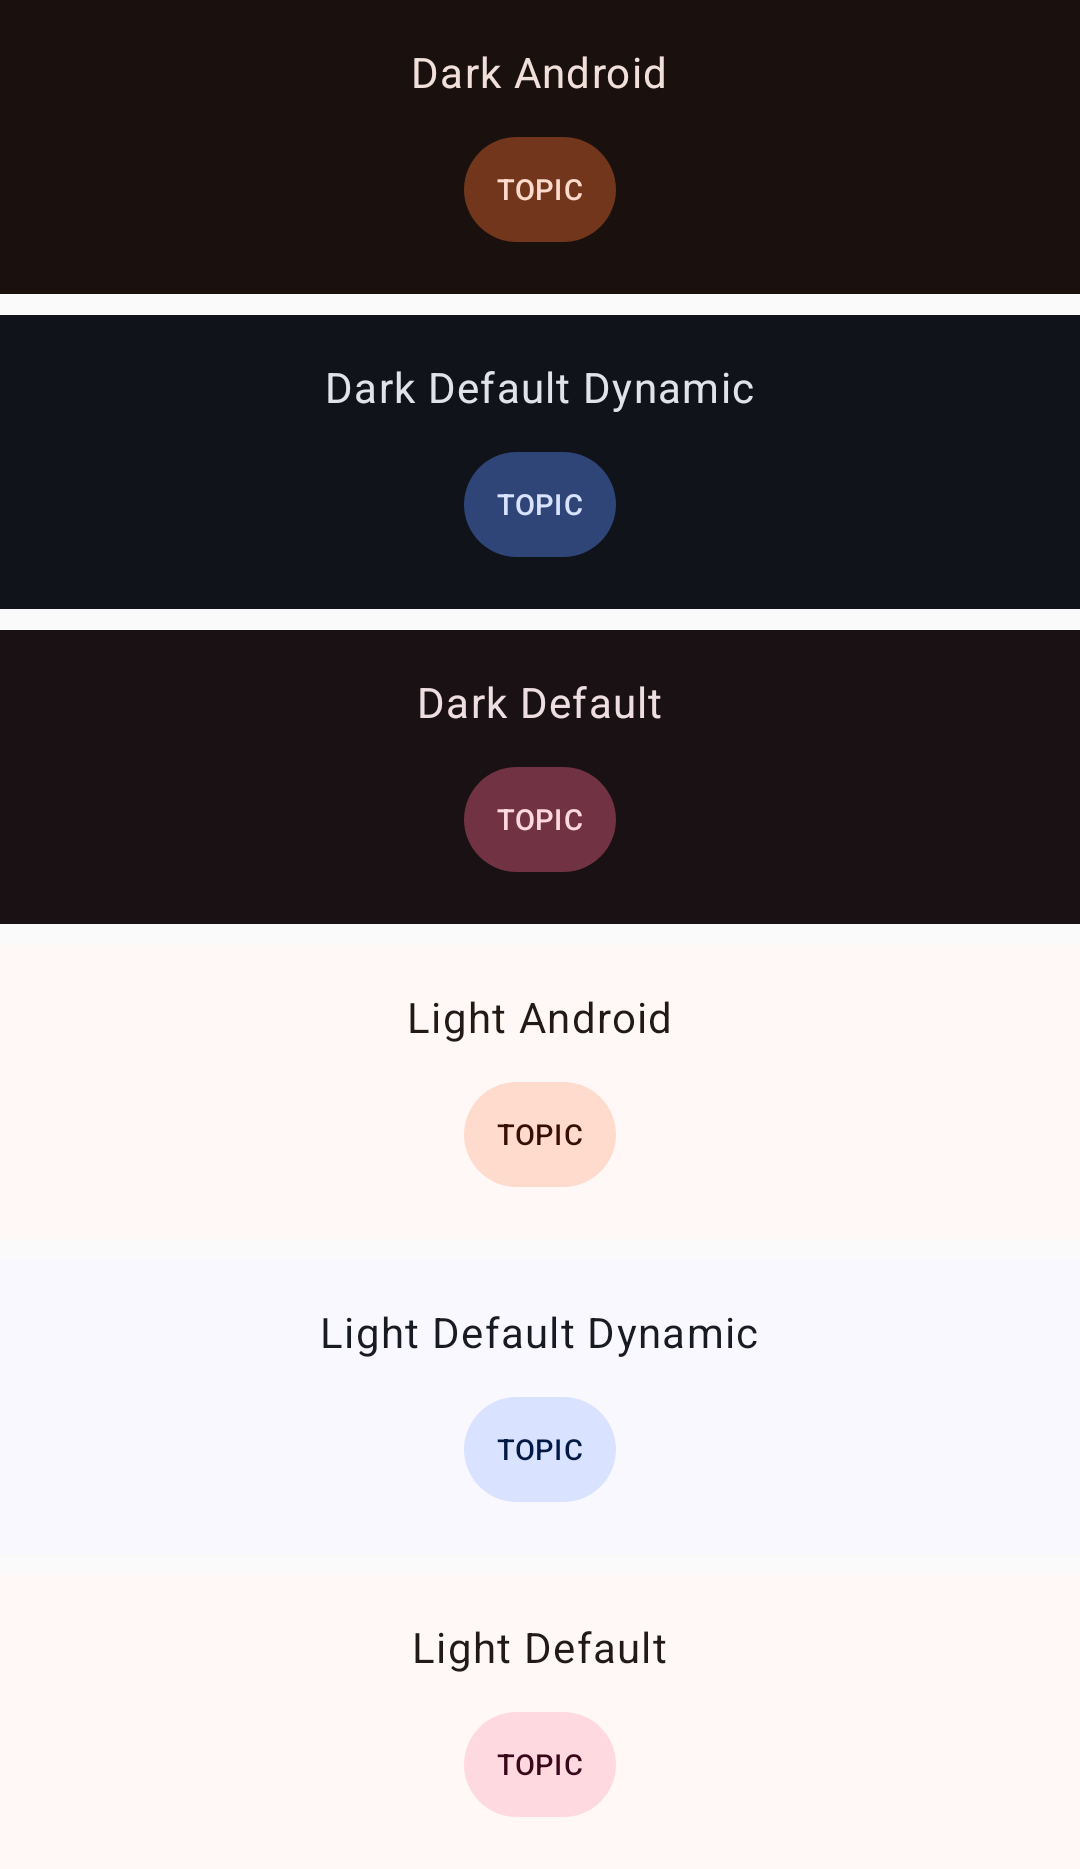 Dark Android
TOPIC
Dark Default Dynamic
TOPIC
Dark Default
TOPIC
Light Android
TOPIC
Light Default Dynamic
TOPIC
Light Default
TOPIC